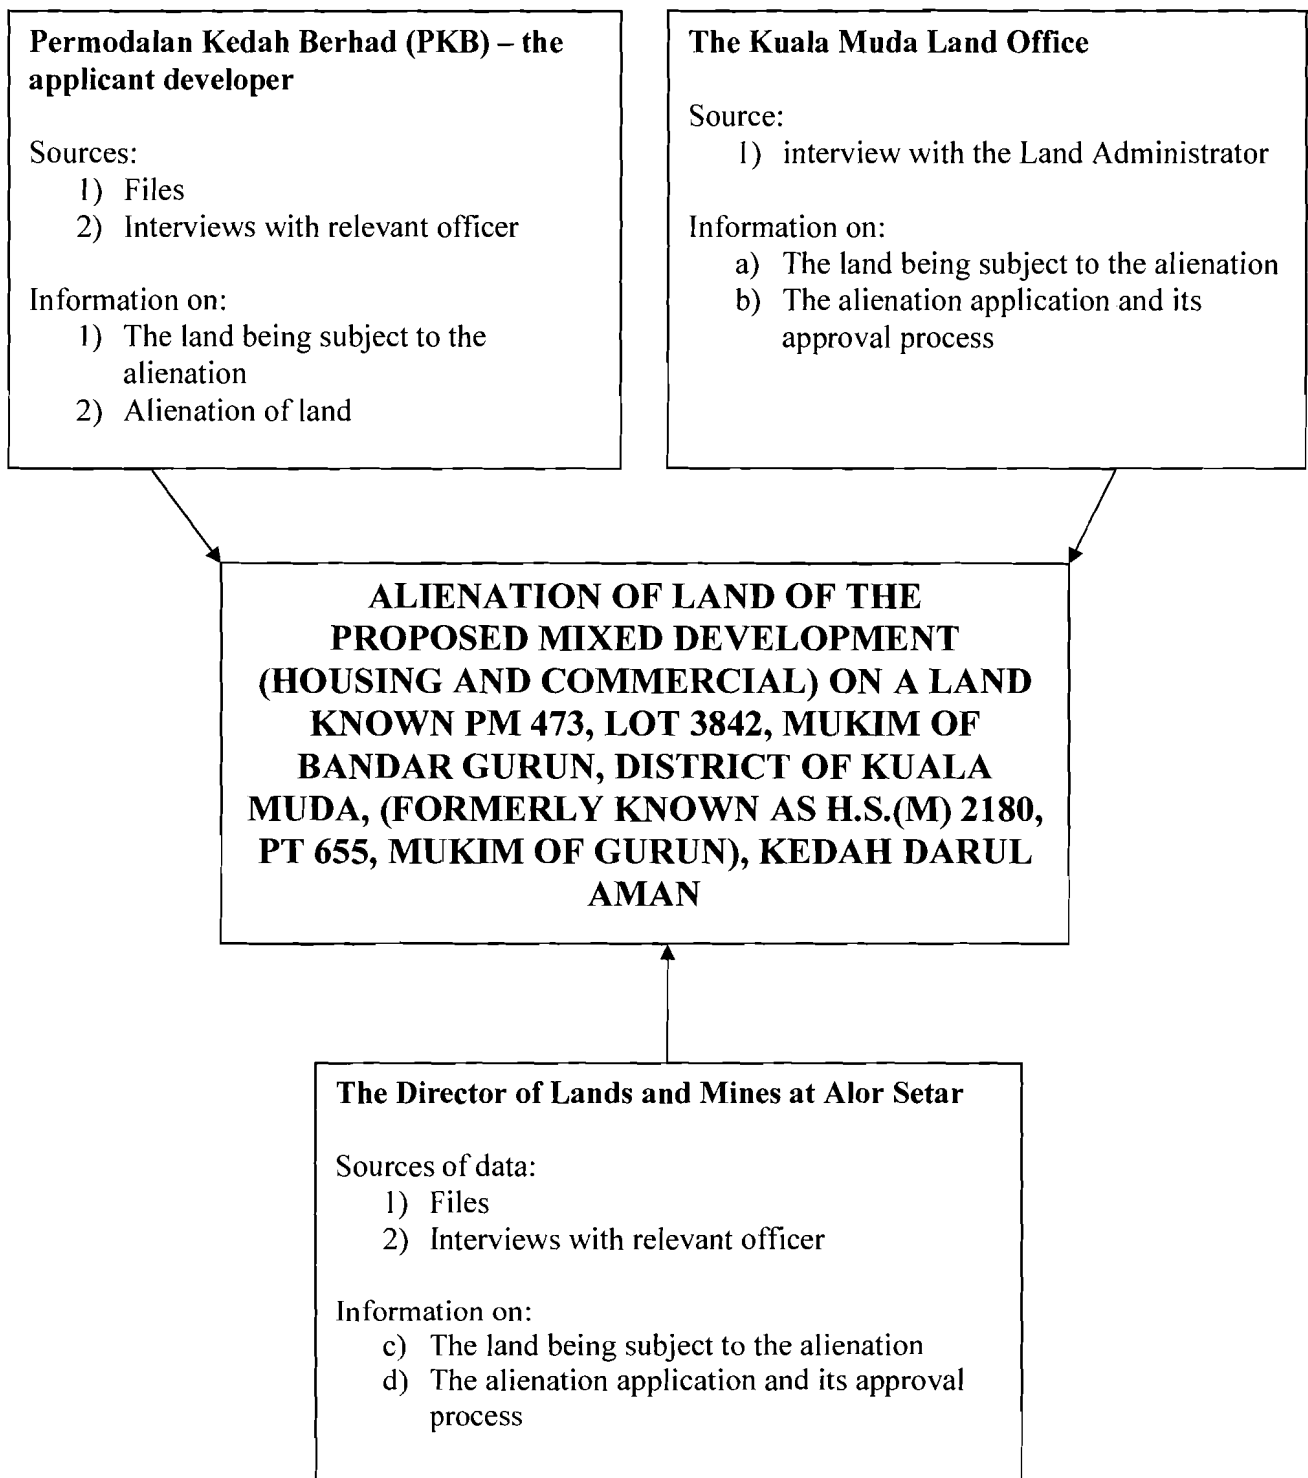 Permodalan Kedah Berhad (PKB) – the
applicant developer
Sources:
1) Files
2) Interviews with relevant officer
Information on:
1) The land being subject to the
alienation
2) Alienation of land
The Kuala Muda Land Office
Source:
1) interview with the Land Administrator
Information on:
a) The land being subject to the alienation
b) The alienation application and its
approval process
ALIENATION OF LAND OF THE
PROPOSED MIXED DEVELOPMENT
(HOUSING AND COMMERCIAL) ON A LAND
KNOWN PM 473, LOT 3842, MUKIM OF
BANDAR GURUN, DISTRICT OF KUALA
MUDA, (FORMERLY KNOWN AS H.S.(M) 2180,
PT 655, MUKIM OF GURUN), KEDAH DARUL
AMAN
The Director of Lands and Mines at Alor Setar
Sources of data:
1) Files
2) Interviews with relevant officer
Information on:
c) The land being subject to the alienation
d) The alienation application and its approval
process